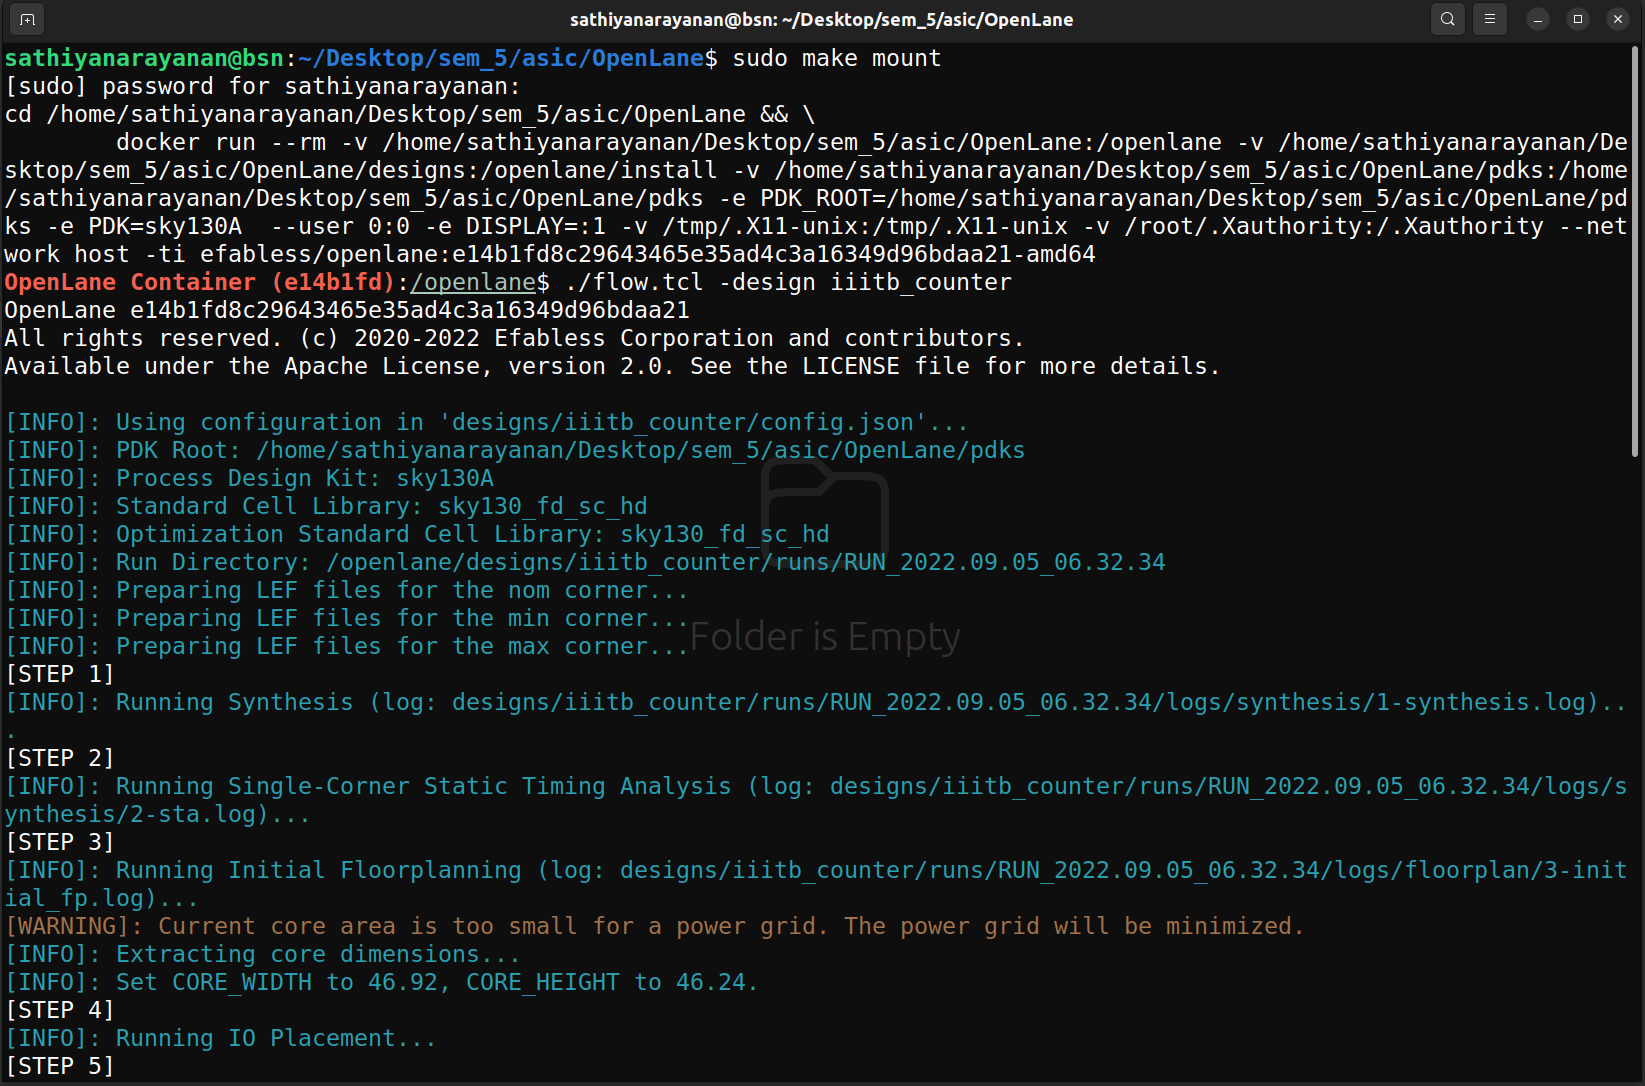 sathiyanarayanan@bsn: ~/Desktop/sem_5/asic/OpenLane
sathiyanarayanan@bsn:~/Desktop/sem_5/asic/OpenLane$ sudo make mount
[sudo] password for sathiyanarayanan:
cd /home/sathiyanarayanan/Desktop/sem_5/asic/OpenLane && \
        docker run --rm -v /home/sathiyanarayanan/Desktop/sem_5/asic/OpenLane:/openlane -v /home/sathiyanarayanan/De
sktop/sem_5/asic/OpenLane/designs:/openlane/install -v /home/sathiyanarayanan/Desktop/sem_5/asic/OpenLane/pdks:/home
/sathiyanarayanan/Desktop/sem_5/asic/OpenLane/pdks -e PDK_ROOT=/home/sathiyanarayanan/Desktop/sem_5/asic/OpenLane/pd
ks -e PDK=sky130A  --user 0:0 -e DISPLAY=:1 -v /tmp/.X11-unix:/tmp/.X11-unix -v /root/.Xauthority:/.Xauthority --net
work host -ti efabless/openlane:e14b1fd8c29643465e35ad4c3a16349d96bdaa21-amd64
OpenLane Container (e14b1fd):/openlane$ ./flow.tcl -design iiitb_counter
OpenLane e14b1fd8c29643465e35ad4c3a16349d96bdaa21
All rights reserved. (c) 2020-2022 Efabless Corporation and contributors.
Available under the Apache License, version 2.0. See the LICENSE file for more details.
[INFO]: Using configuration in 'designs/iiitb_counter/config.json'...
[INFO]: PDK Root: /home/sathiyanarayanan/Desktop/sem_5/asic/OpenLane/pdks
[INFO]: Process Design Kit: sky130A
[INFO]: Standard Cell Library: sky130_fd_sc_hd
[INFO]: Optimization Standard Cell Library: sky130_fd_sc_hd
[INFO]: Run Directory: /openlane/designs/iiitb_counter/runs/RUN_2022.09.05_06.32.34
[INFO]: Preparing LEF files for the nom corner...
[INFO]: Preparing LEF files for the min corner...
[INFO]: Preparing LEF files for the max corner...
Folder is Empty
[STEP 1]
[INFO]: Running Synthesis (log: designs/iiitb_counter/runs/RUN_2022.09.05_06.32.34/logs/synthesis/1-synthesis.log)..
.
[STEP 2]
[INFO]: Running Single-Corner Static Timing Analysis (log: designs/iiitb_counter/runs/RUN_2022.09.05_06.32.34/logs/s
ynthesis/2-sta.log)...
[STEP 3]
[INFO]: Running Initial Floorplanning (log: designs/iiitb_counter/runs/RUN_2022.09.05_06.32.34/logs/floorplan/3-init
ial_fp.log)...
[WARNING]: Current core area is too small for a power grid. The power grid will be minimized.
[INFO]: Extracting core dimensions...
[INFO]: Set CORE_WIDTH to 46.92, CORE_HEIGHT to 46.24.
[STEP 4]
[INFO]: Running IO Placement...
[STEP 5]